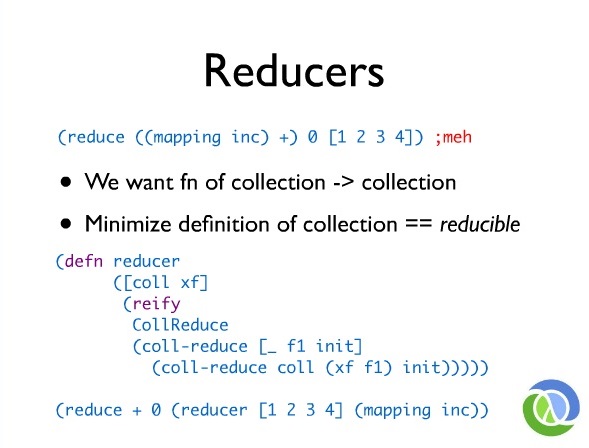 Reducers
(reduce ((mapping inc) +) 0 [1 2 3 4]) ;meh
• We want fn of collection -> collection
• Minimize definition of collection == reducible
(defn reducer
([coll xf]
(reify
CollReduce
(coll-reduce [_ f1 init]
(coll-reduce coll (xf f1) init)))))
(reduce + 0 (reducer [1 2 3 4] (mapping inc))